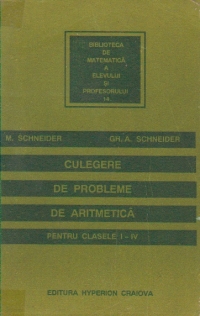 BIBLIOTECA
DE
MATEMATICĂ
A
ELEVULUI
ȘI
PROFESORULUI
14
M. SCHNEIDER GR. A. SCHNEIDER
CULEGERE
DE PROBLEME
DE ARITMETICĂ
PENTRU CLASELE I - IV
EDITURA HYPERION CRAIOVA